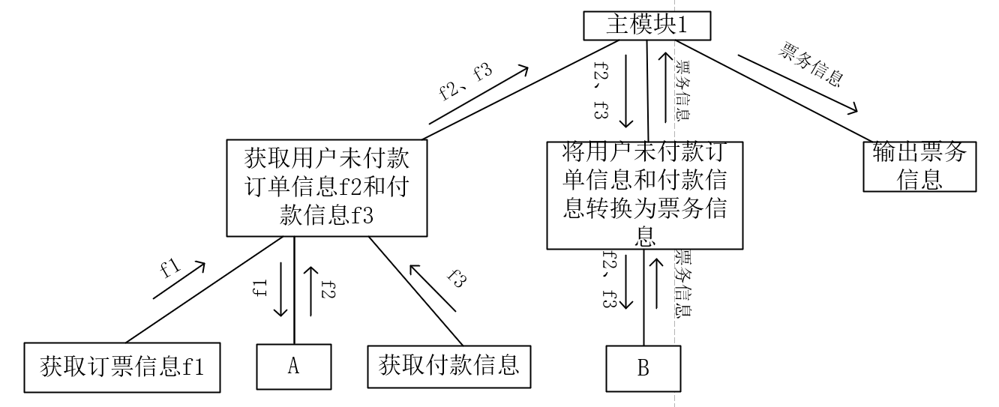 主模块1
f2、f3
f2、f3
票务信息
票务信息
获取用户未付款
订单信息f2和付
款信息f3
将用户未付款订
单信息和付款信
息转换为票务信
息
输出票务
信息
f1
f1
f2
f3
f2、f3
票务信息
获取订票信息f1
A
获取付款信息
B